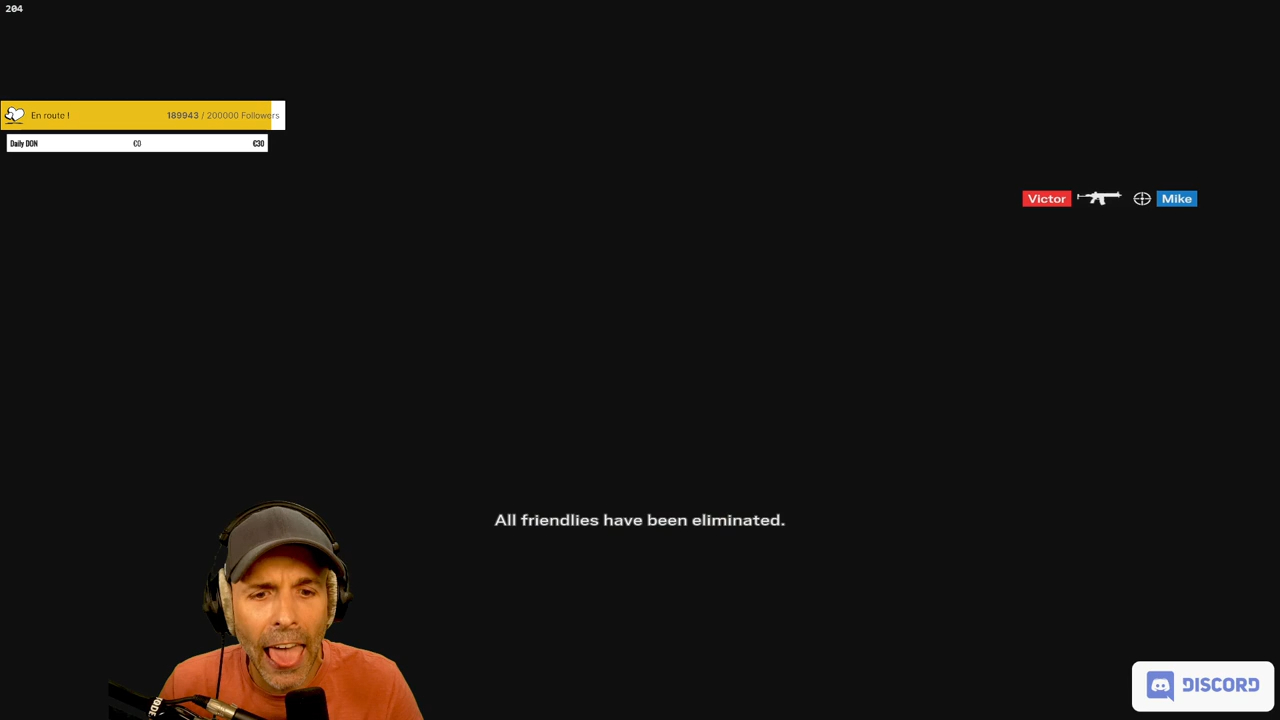 204
En route ! 189943 / 200000 Followers
Daily DON €0 €30
Victor Mike
All friendlies have been eliminated.
DISCORD